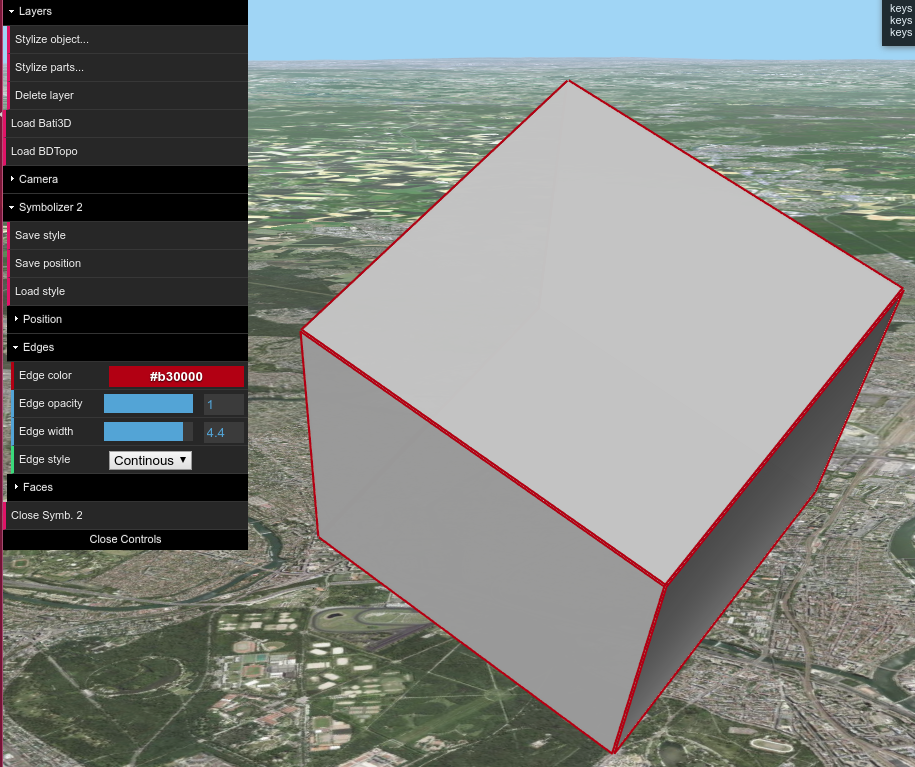 Layers
Stylize object...
Stylize parts...
Delete layer
Load Bati3D
Load BDTopo
Camera
Symbolizer 2
Save style
Save position
Load style
Position
Edges
Edge color #b30000
Edge opacity 1
Edge width 4.4
Edge style Continous
Faces
Close Symb. 2
Close Controls
keys
keys
keys